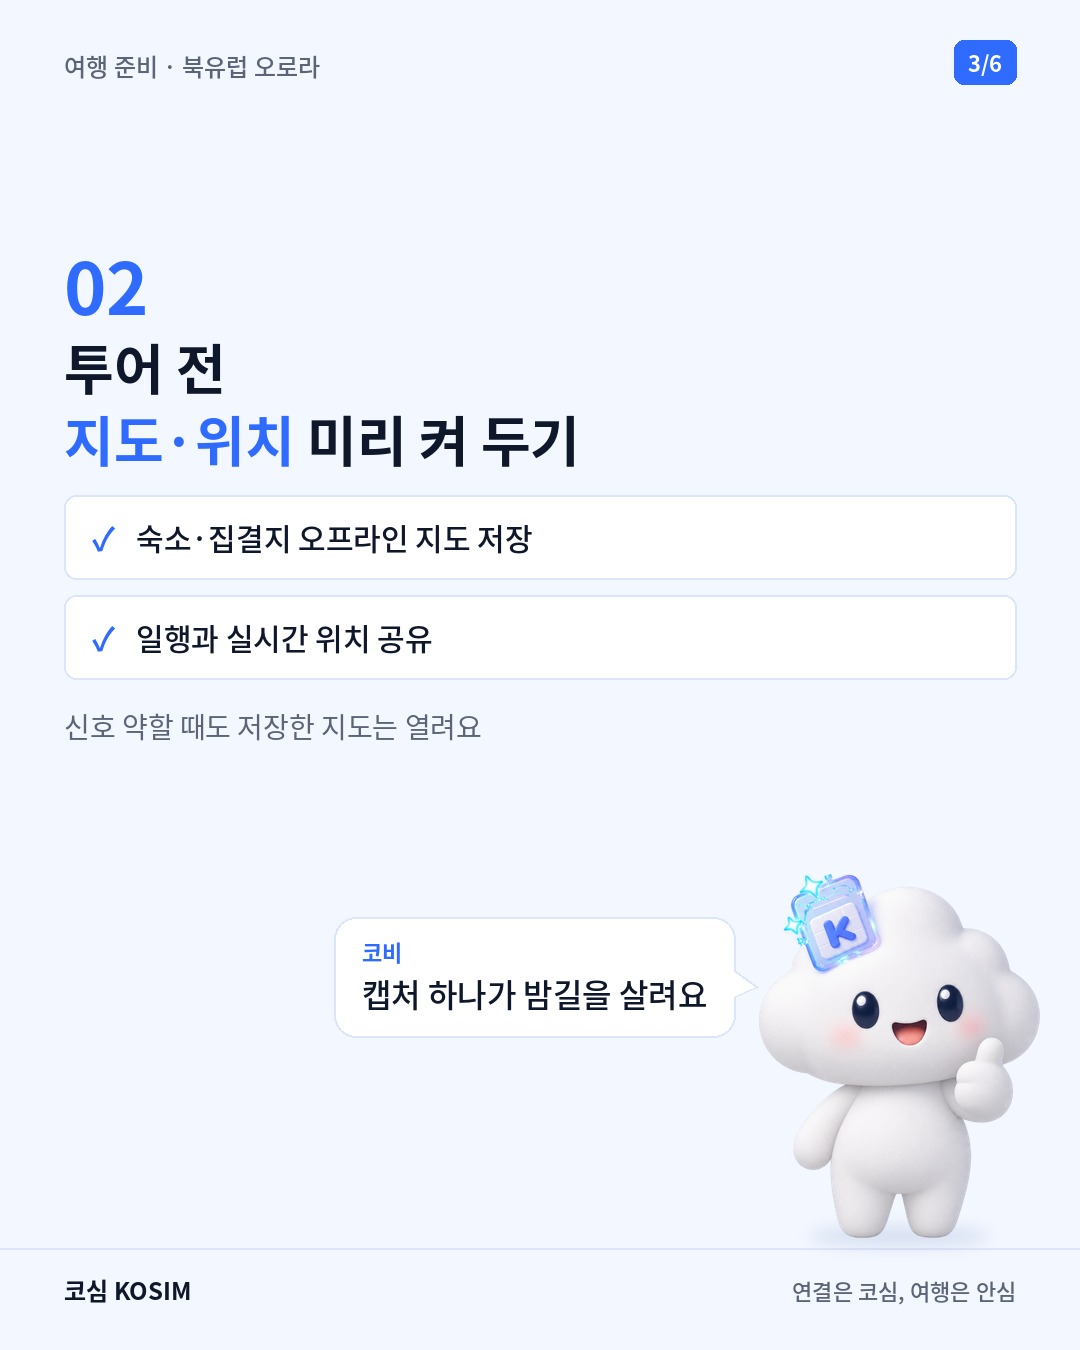 여행 준비 · 북유럽 오로라
3/6
02
투어 전
지도·위치 미리 켜 두기
✓ 숙소·집결지 오프라인 지도 저장
✓ 일행과 실시간 위치 공유
신호 약할 때도 저장한 지도는 열려요
K
코비
캡처 하나가 밤길을 살려요
코심 KOSIM
연결은 코심, 여행은 안심